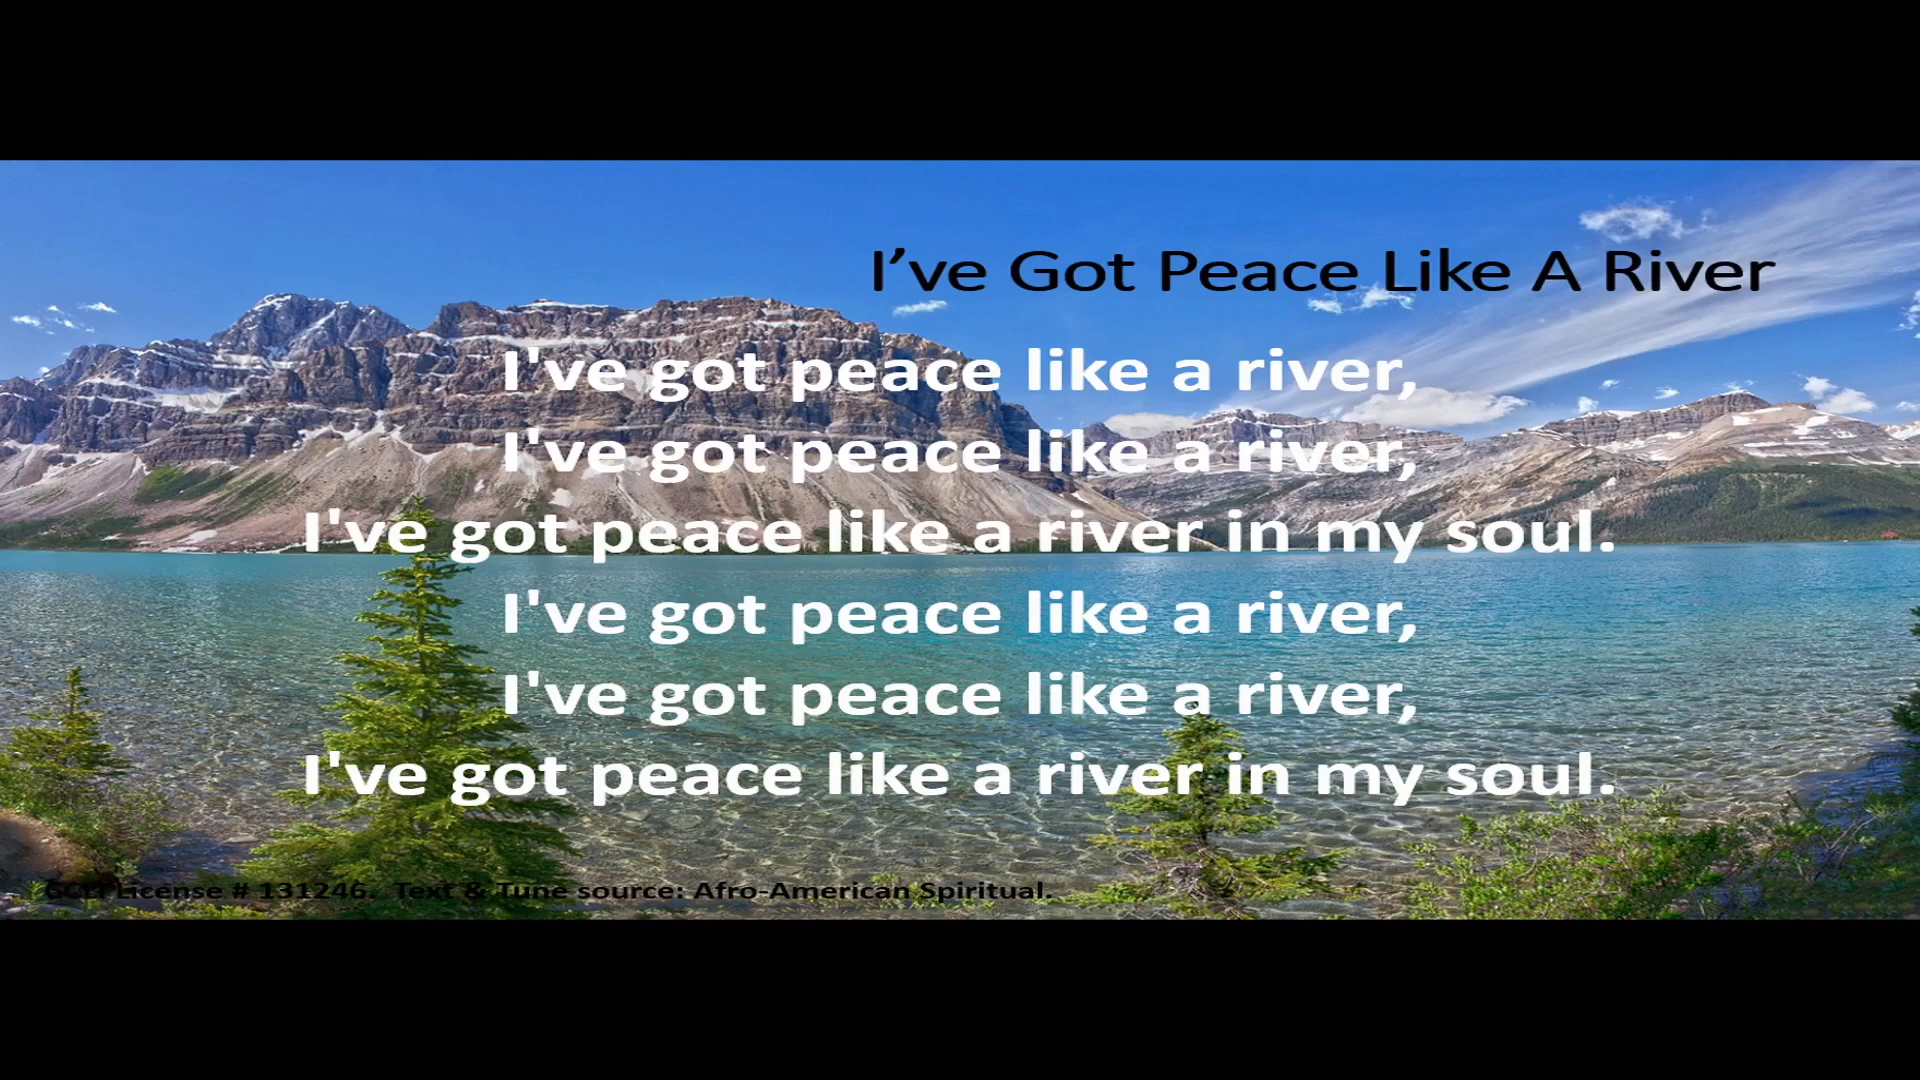 I’ve Got Peace Like A River
I've got peace like a river,
I've got peace like a river,
I've got peace like a river in my soul.
I've got peace like a river,
I've got peace like a river,
I've got peace like a river in my soul.
CCLI License # 131246. Text & Tune source: Afro-American Spiritual.